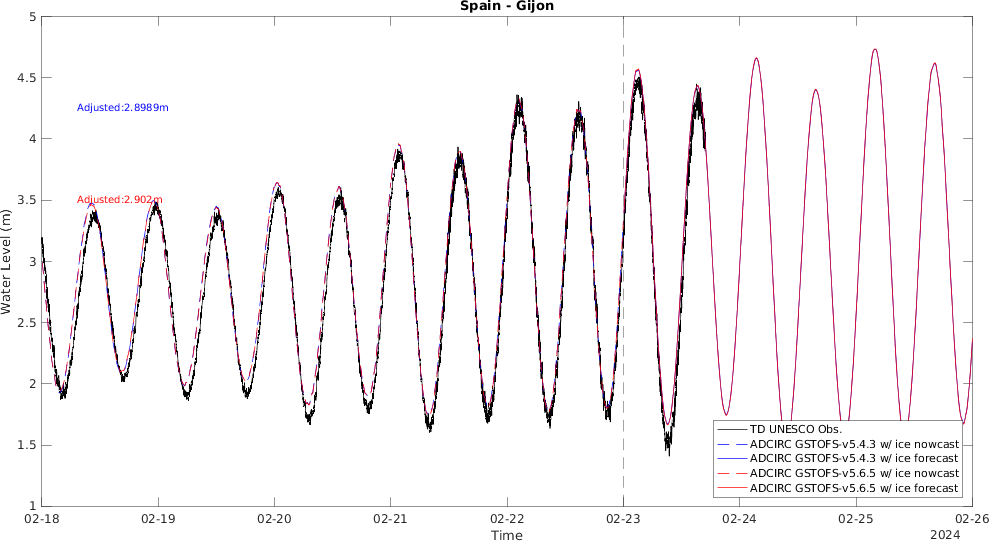 Spain - Gijon
5
4.5
4
3.5
3
2.5
2
1.5
1
Water Level (m)
Adjusted:2.8989m
Adjusted:2.902m
TD UNESCO Obs.
ADCIRC GSTOFS-v5.4.3 w/ ice nowcast
ADCIRC GSTOFS-v5.4.3 w/ ice forecast
ADCIRC GSTOFS-v5.6.5 w/ ice nowcast
ADCIRC GSTOFS-v5.6.5 w/ ice forecast
02-18 02-19 02-20 02-21 02-22 02-23 02-24 02-25 02-26
Time
2024